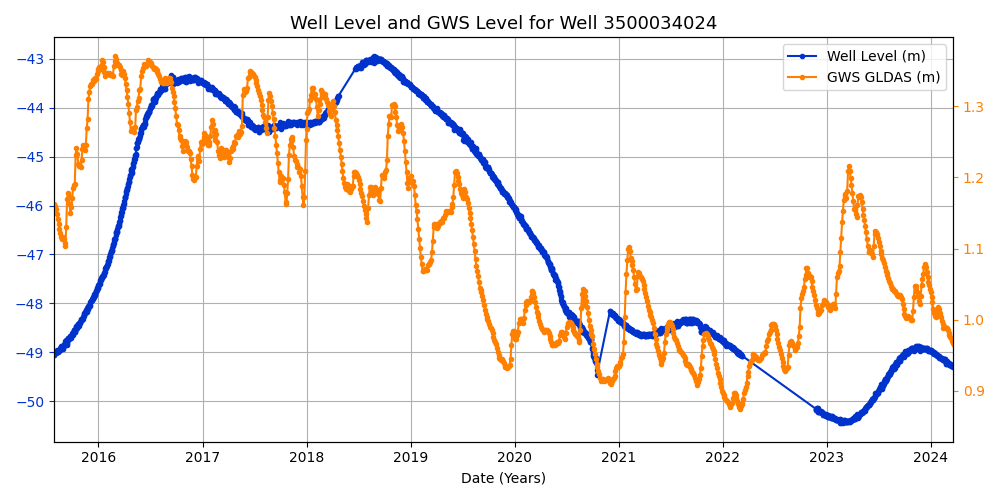 Well Level and GWS Level for Well 3500034024
Well Level (m)
GWS GLDAS (m)
−43
−44
−45
−46
−47
−48
−49
−50
1.3
1.2
1.1
1.0
0.9
2016 2017 2018 2019 2020 2021 2022 2023 2024
Date (Years)